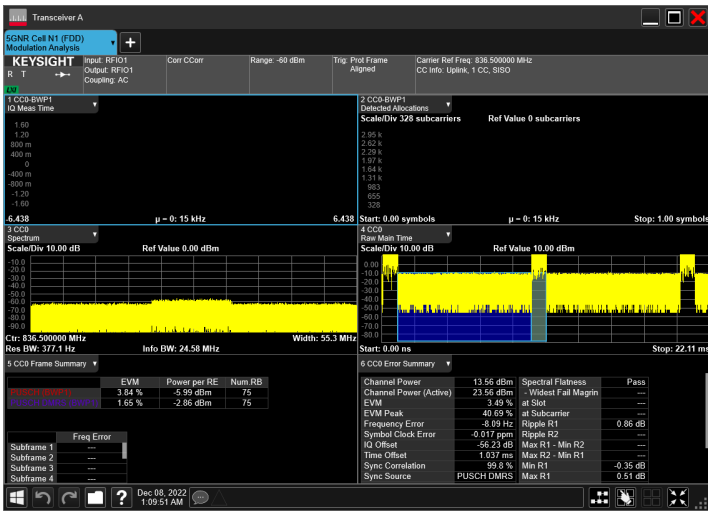 Transceiver A
5GNR Cell N1 (FDD)
Modulation Analysis
KEYSIGHT
R T
Input: RFIO1
Output: RFIO1
Coupling: AC
Corr CCorr
Range: -60 dBm
Trig: Prot Frame
Aligned
Carrier Ref Freq: 836.500000 MHz
CC Info: Uplink, 1 CC, SISO
1 CC0-BWP1
IQ Meas Time
1.60
1.20
800 m
400 m
0
-400 m
-800 m
-1.20
-1.60
-6.438
μ = 0: 15 kHz
6.438
2 CC0-BWP1
Detected Allocations
Scale/Div 328 subcarriers
Ref Value 0 subcarriers
2.95 k
2.62 k
2.29 k
1.97 k
1.64 k
1.31 k
983
655
328
Start: 0.00 symbols
μ = 0: 15 kHz
Stop: 1.00 symbols
3 CC0
Spectrum
Scale/Div 10.00 dB
Ref Value 0.00 dBm
-10.0
-20.0
-30.0
-40.0
-50.0
-60.0
-70.0
-80.0
-90.0
Ctr: 836.500000 MHz
Width: 55.3 MHz
Res BW: 377.1 Hz
Info BW: 24.58 MHz
4 CC0
Raw Main Time
Scale/Div 10.00 dB
Ref Value 10.00 dBm
0.00
-10.00
-20.00
-30.00
-40.00
-50.00
-60.0
-70.0
-80.0
Start: 0.00 ns
Stop: 22.11 ms
5 CC0 Frame Summary
EVM Power per RE Num.RB
3.84 % -5.99 dBm 75
1.65 % -2.86 dBm 75
Freq Error
Subframe 1 ---
Subframe 2 ---
Subframe 3 ---
Subframe 4 ---
6 CC0 Error Summary
Channel Power 13.56 dBm Spectral Flatness Pass
Channel Power (Active) 23.56 dBm - Widest Fail Magrin ---
EVM 3.49 % at Slot ---
EVM Peak 40.69 % at Subcarrier ---
Frequency Error -8.09 Hz Ripple R1 0.86 dB
Symbol Clock Error -0.017 ppm Ripple R2 ---
IQ Offset -56.23 dB Max R1 - Min R2 ---
Time Offset 1.037 ms Max R2 - Min R1 ---
Sync Correlation 99.8 % Min R1 -0.35 dB
Sync Source PUSCH DMRS Max R1 0.51 dB
?
Dec 08, 2022
1:09:51 AM